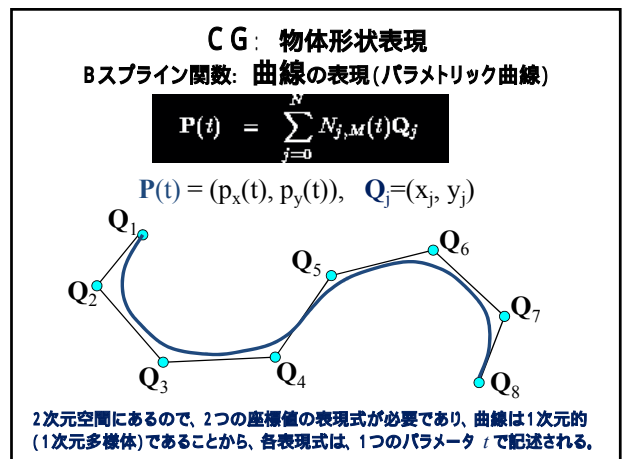 CG: 物体形状表現
Bスプライン関数: 曲線の表現(パラメトリック曲線)
P(t) = \sum_{j=0}^{N} N_{j,M}(t)Q_j
P(t) = (p_x(t), p_y(t)), Q_j=(x_j, y_j)
Q_1
Q_2
Q_3
Q_4
Q_5
Q_6
Q_7
Q_8
2次元空間にあるので、2つの座標値の表現式が必要であり、曲線は1次元的
(1次元多様体)であることから、各表現式は、1つのパラメータ t で記述される。